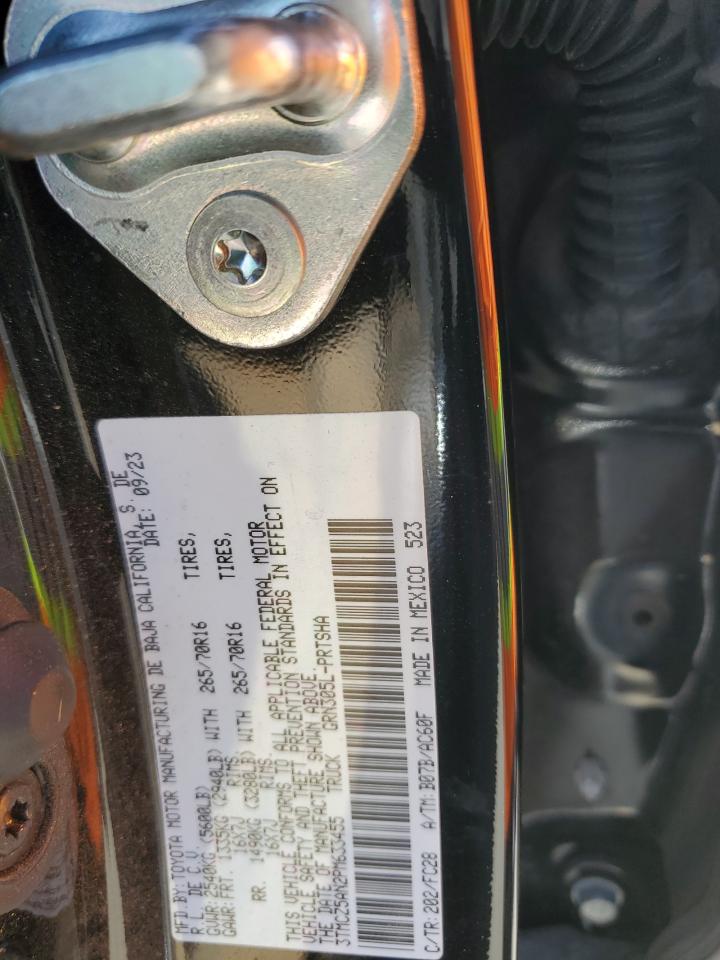 MFD BY:TOYOTA MOTOR MANUFACTURING DE BAJA CALIFORNIA, S. DE
R.L. DE C.V. DATE: 09/23
GVWR: 2540KG (5600LB)
GAWR:FRT. 1335KG (2940LB) WITH 265/70R16 TIRES,
16X7J RIMS
RR. 1490KG (3280LB) WITH 265/70R16 TIRES,
16X7J RIMS
THIS VEHICLE CONFORMS TO ALL APPLICABLE FEDERAL MOTOR
VEHICLE SAFETY AND THEFT PREVENTION STANDARDS IN EFFECT ON
THE DATE OF MANUFACTURE SHOWN ABOVE.
3TMCZ5AN2PM633455 TRUCK GRN305L-PRTSHA
C/TR:202/FC28 A/TM:B07B/AC60F MADE IN MEXICO 523